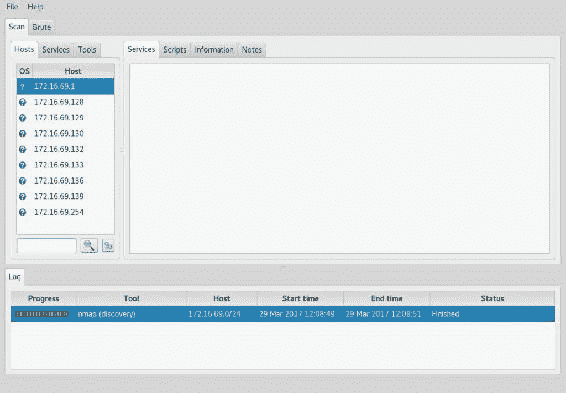 File Help
Scan Brute
Hosts Services Tools
Services Scripts Information Notes
OS Host
? 172.16.69.1
? 172.16.69.128
? 172.16.69.129
? 172.16.69.130
? 172.16.69.132
? 172.16.69.133
? 172.16.69.136
? 172.16.69.139
? 172.16.69.254
Log
Progress Tool Host Start time End time Status
nmap (discovery) 172.16.69.0/24 29 Mar 2017 12:08:49 29 Mar 2017 12:08:51 Finished